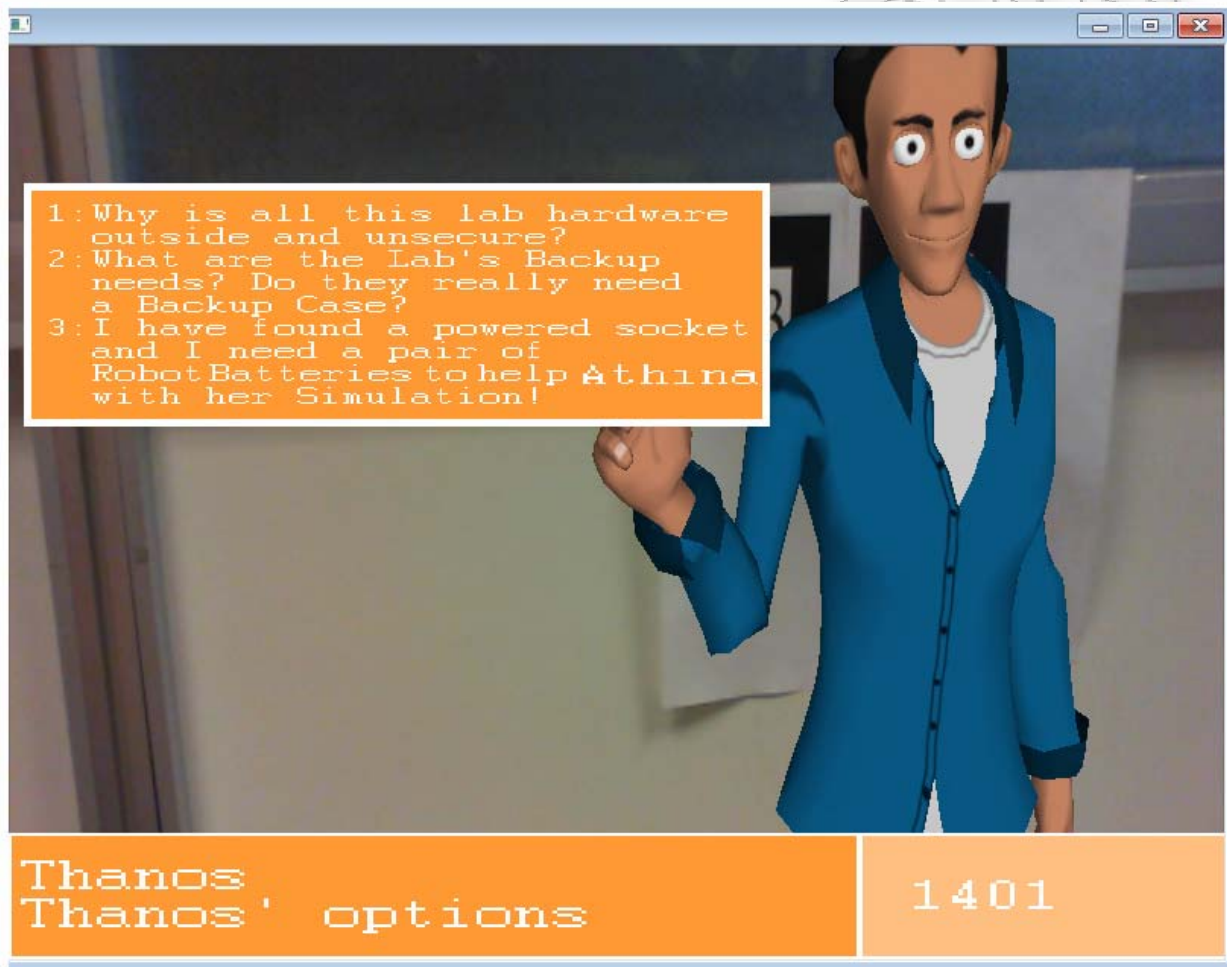 1:Why is all this lab hardware
outside and unsecure?
2:What are the Lab's Backup
needs? Do they really need
a Backup Case?
3:I have found a powered socket
and I need a pair of
Robot Batteries to help Athina
with her Simulation!
Thanos
Thanos' options
1401